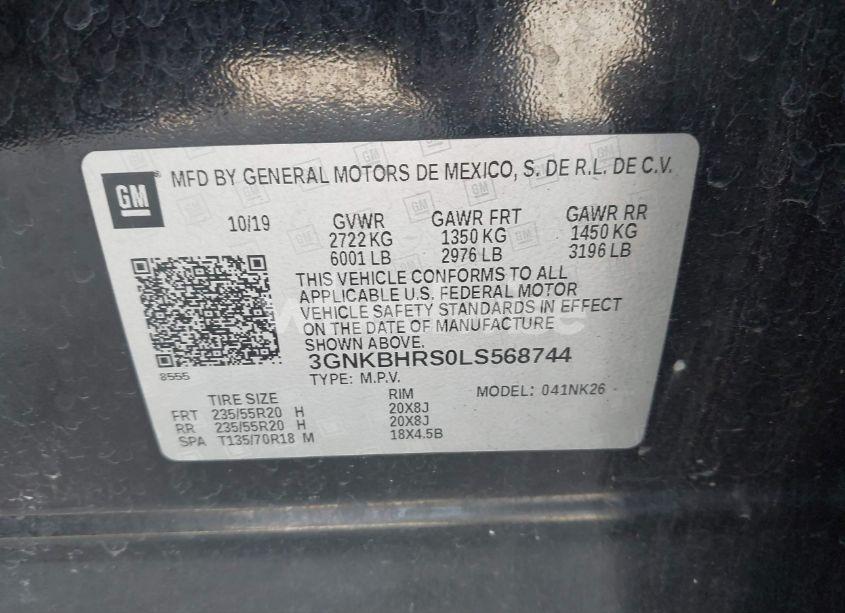 GM
MFD BY GENERAL MOTORS DE MEXICO, S. DE R.L. DE C.V.
10/19 GVWR GAWR FRT GAWR RR
2722 KG 1350 KG 1450 KG
6001 LB 2976 LB 3196 LB
THIS VEHICLE CONFORMS TO ALL
APPLICABLE U.S. FEDERAL MOTOR
VEHICLE SAFETY STANDARDS IN EFFECT
ON THE DATE OF MANUFACTURE
SHOWN ABOVE.
8555 3GNKBHRS0LS568744
TYPE: M.P.V. MODEL: 041NK26
TIRE SIZE RIM
FRT 235/55R20 H 20X8J
RR 235/55R20 H 20X8J
SPA T135/70R18 M 18X4.5B